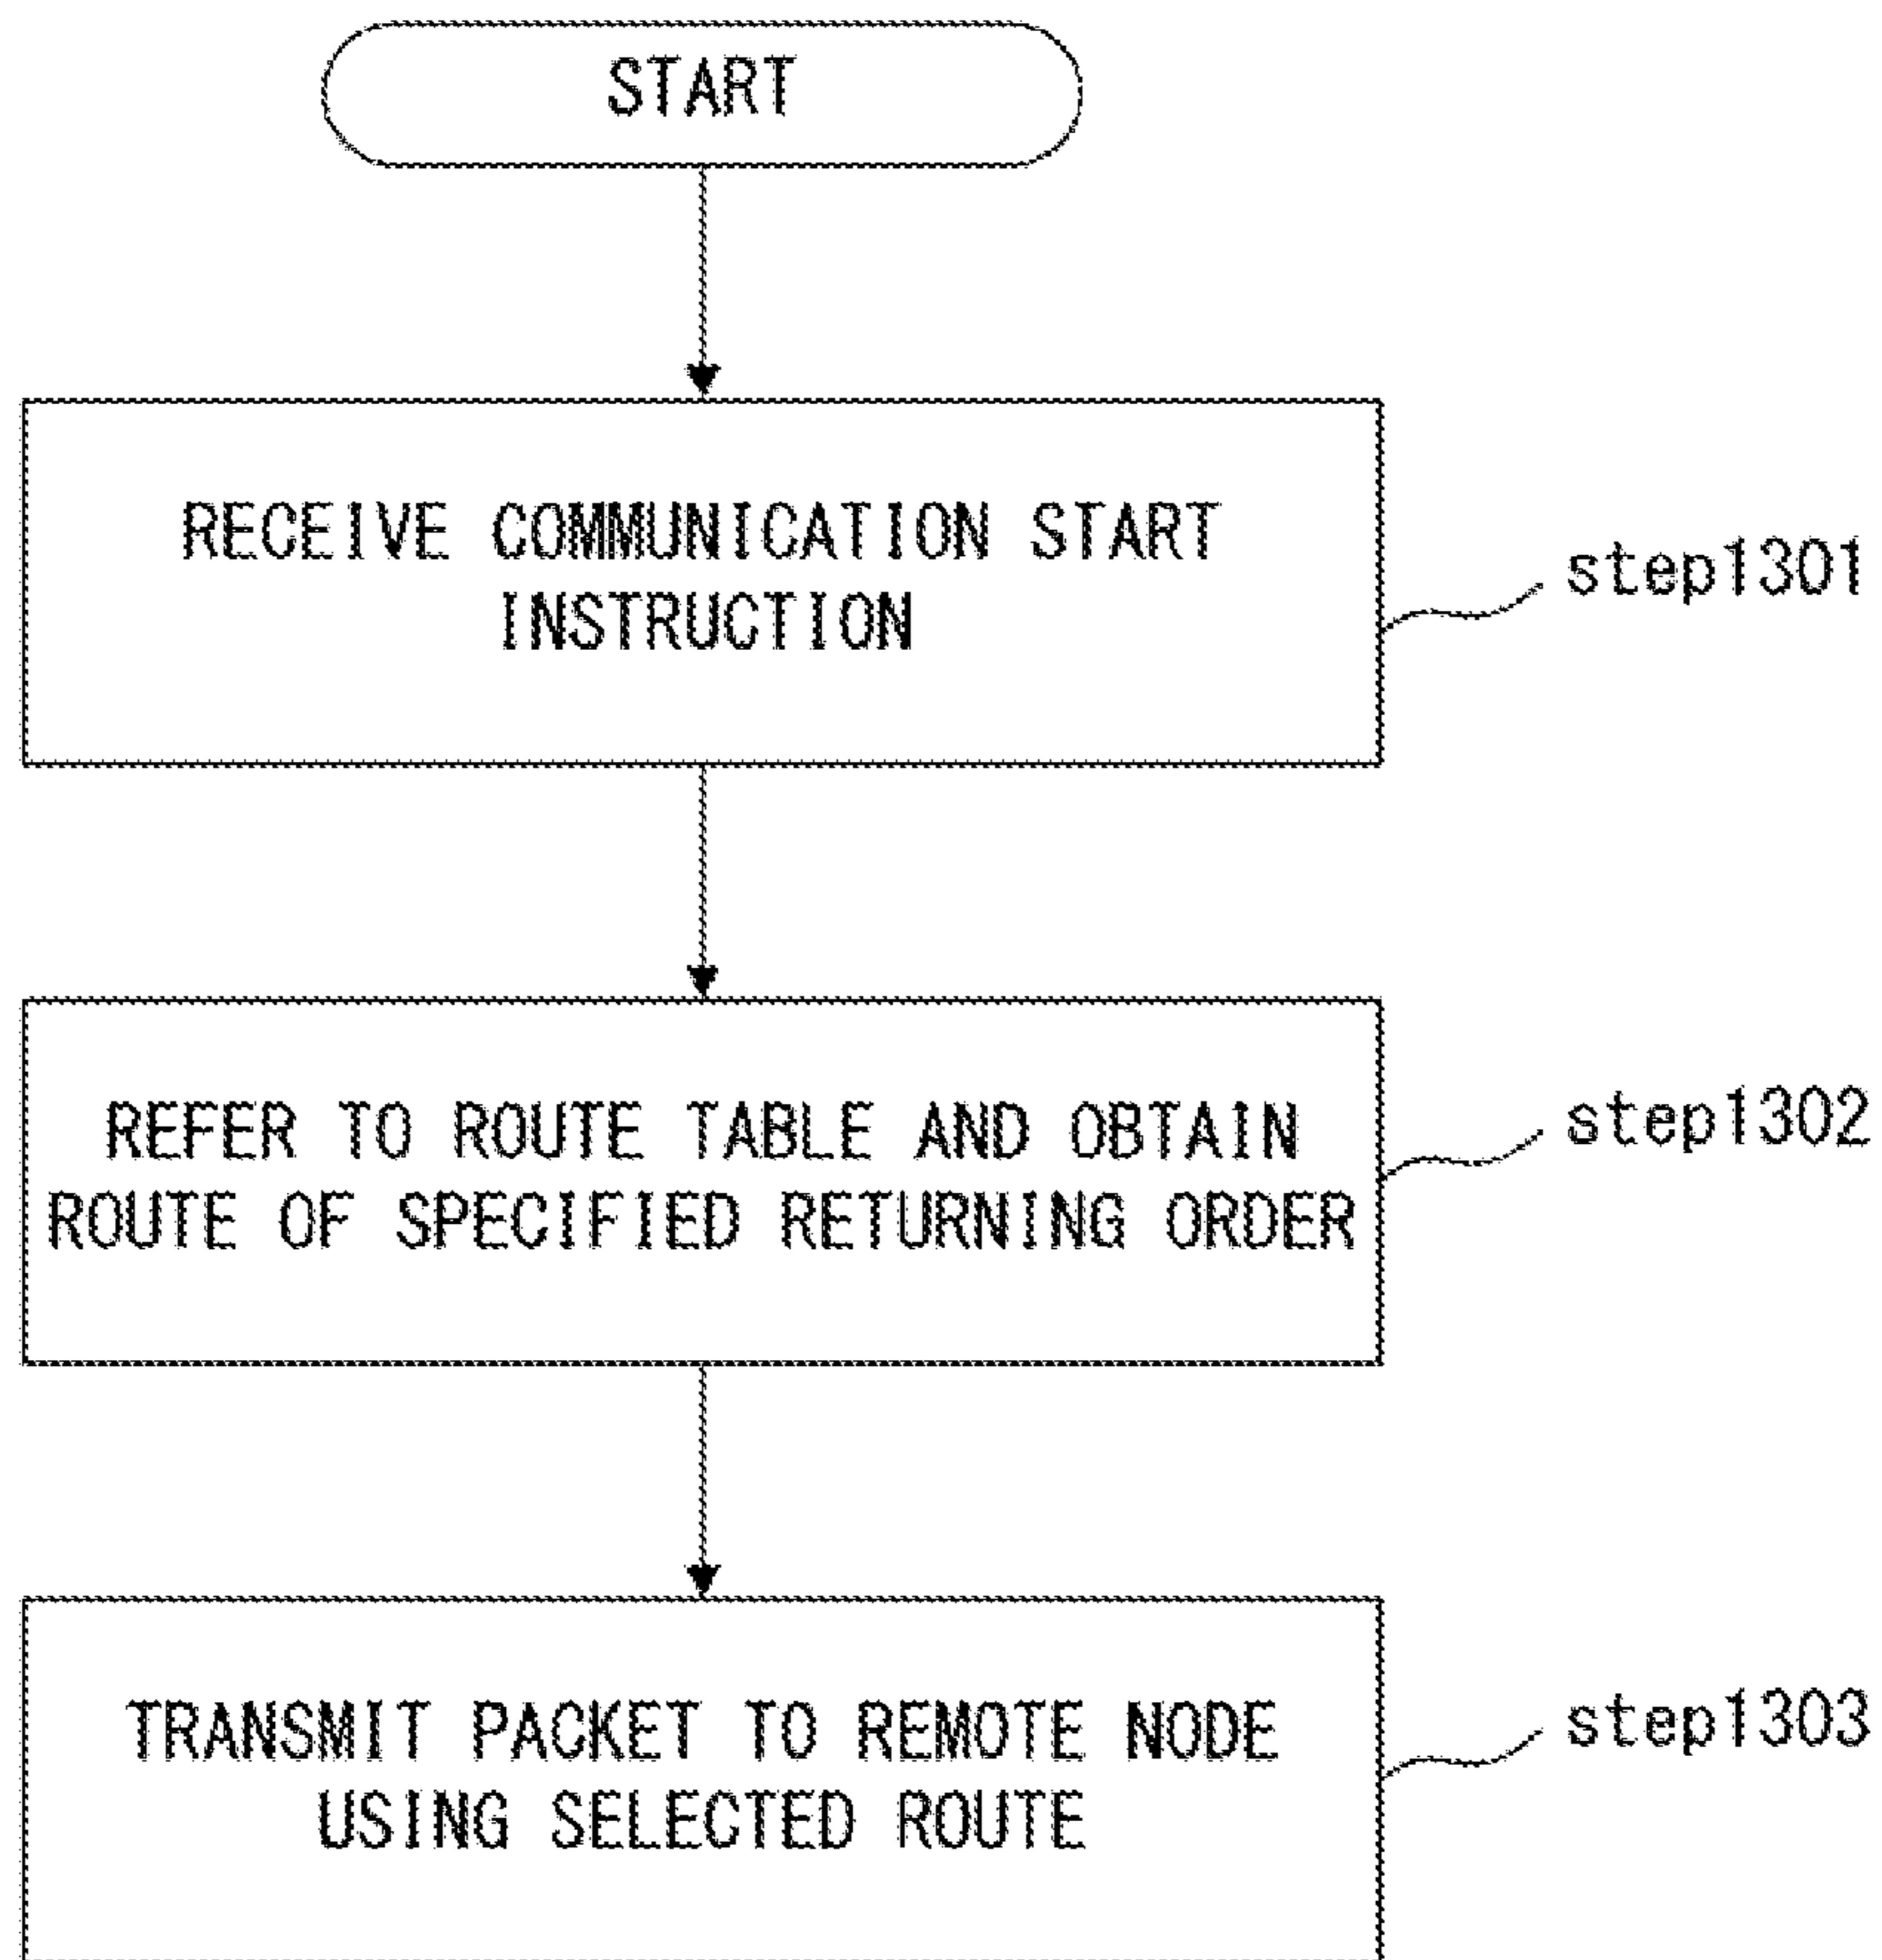 START
RECEIVE COMMUNICATION START
INSTRUCTION
step1301
REFER TO ROUTE TABLE AND OBTAIN
ROUTE OF SPECIFIED RETURNING ORDER
step1302
TRANSMIT PACKET TO REMOTE NODE
USING SELECTED ROUTE
step1303